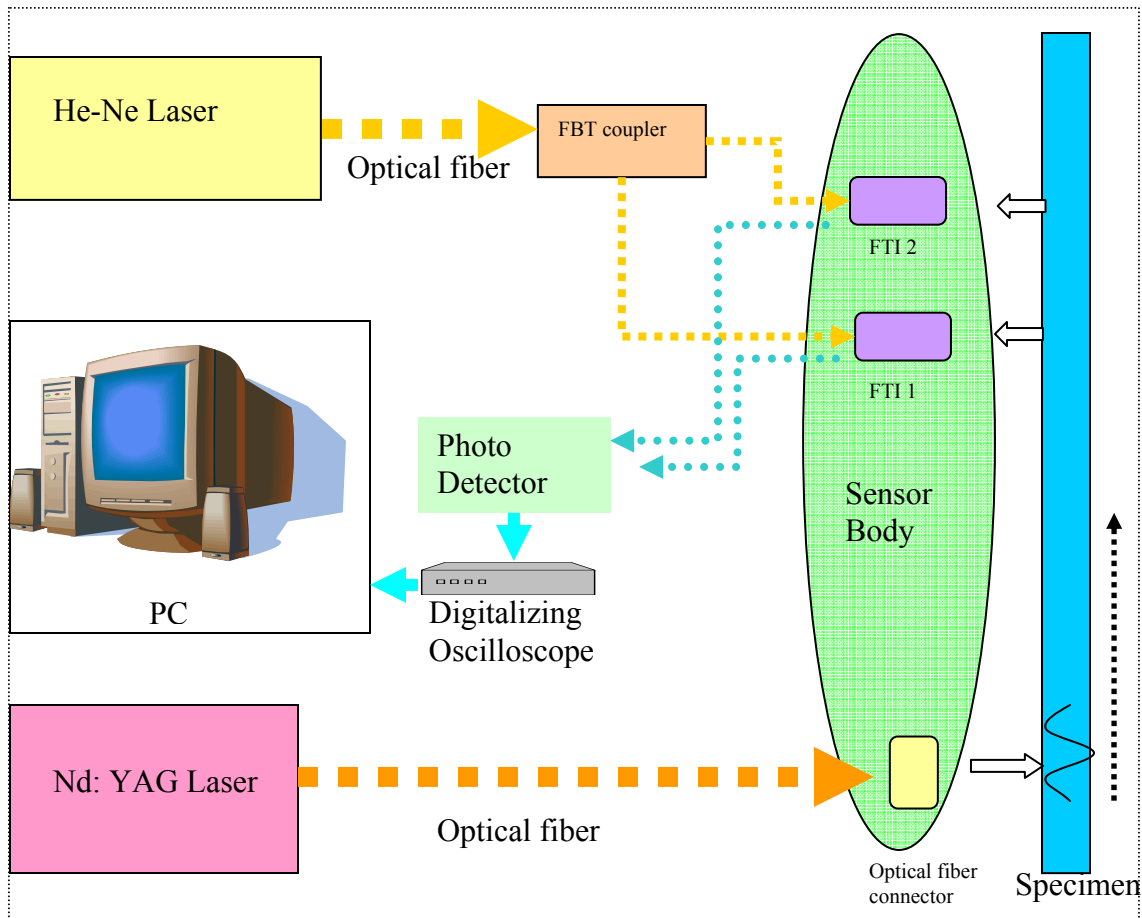 He-Ne Laser
Optical fiber
FBT coupler
FTI 2
FTI 1
Photo
Detector
Sensor
Body
PC
Digitalizing
Oscilloscope
Nd: YAG Laser
Optical fiber
Optical fiber
connector
Specimen